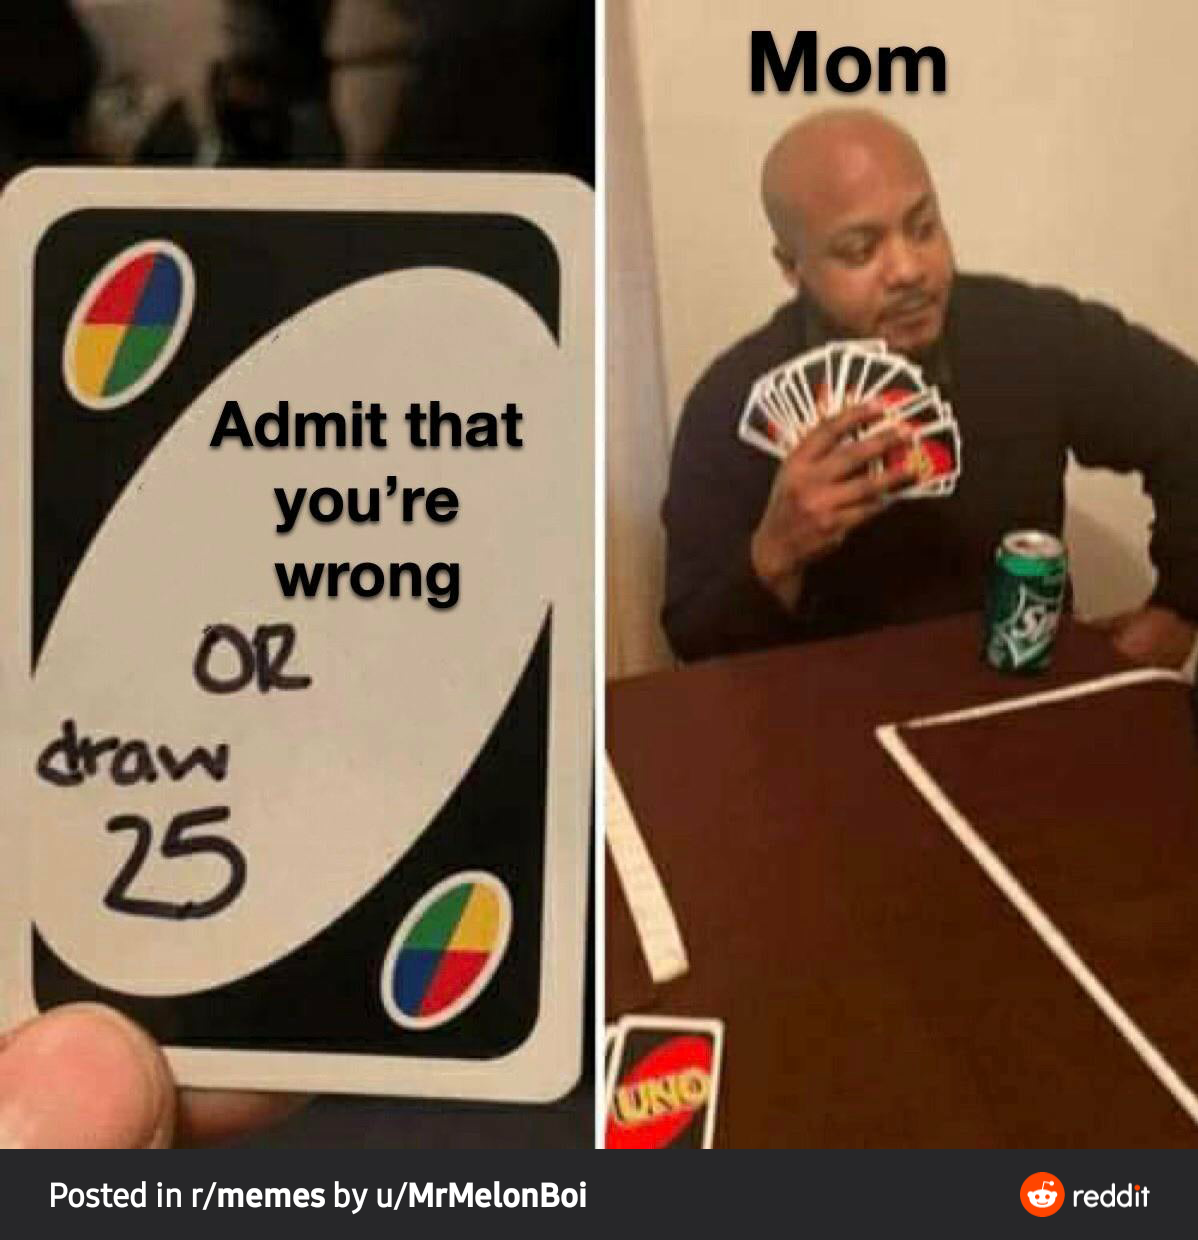 Mom
Admit that
you’re
wrong
OR
draw
25
UNO
Posted in r/memes by u/MrMelonBoi
reddit